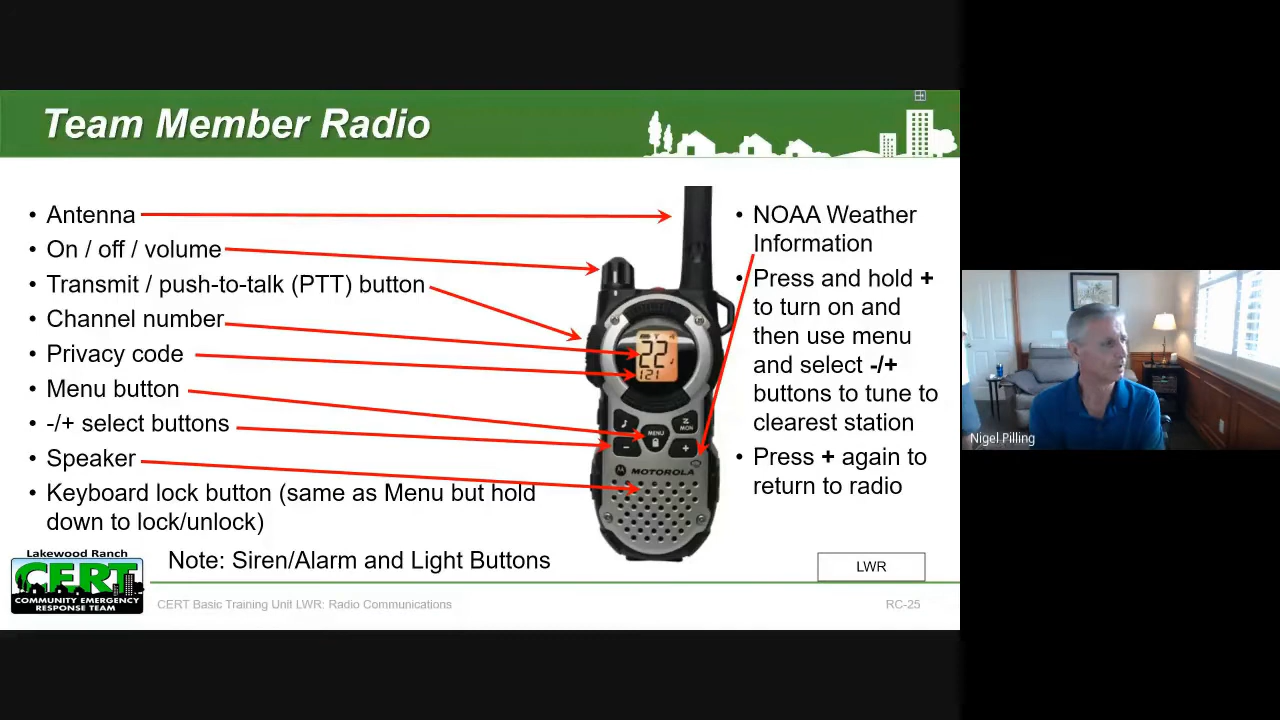 Team Member Radio
• Antenna
• On / off / volume
• Transmit / push-to-talk (PTT) button
• Channel number
• Privacy code
• Menu button
• -/+ select buttons
• Speaker
• Keyboard lock button (same as Menu but hold
down to lock/unlock)
Note: Siren/Alarm and Light Buttons
22
121
MENU
MON
-
+
MOTOROLA
• NOAA Weather
Information
• Press and hold +
to turn on and
then use menu
and select -/+
buttons to tune to
clearest station
• Press + again to
return to radio
LWR
Lakewood Ranch
CERT
COMMUNITY EMERGENCY
RESPONSE TEAM
CERT Basic Training Unit LWR: Radio Communications
RC-25
Nigel Pilling